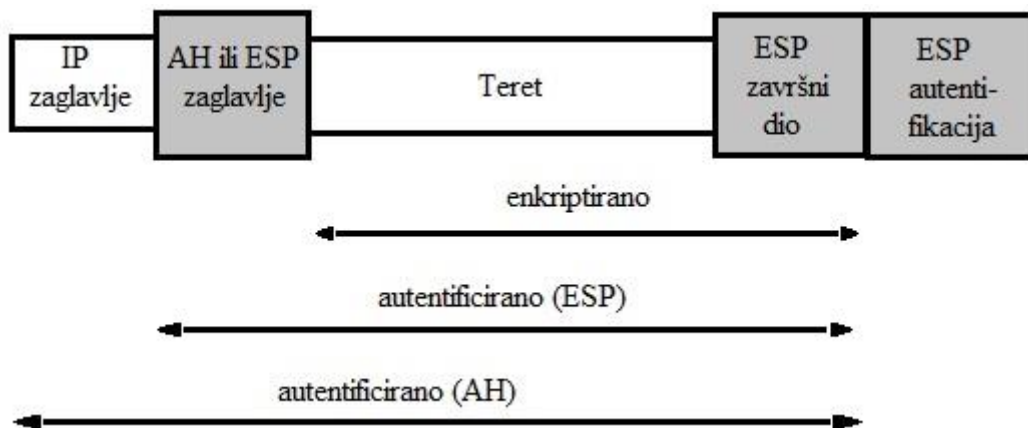 IP
zaglavlje
AH ili ESP
zaglavlje
Teret
ESP
završni
dio
ESP
autenti-
fikacija
enkriptirano
autentificirano (ESP)
autentificirano (AH)